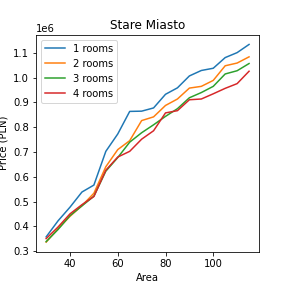 Stare Miasto
1e6
1 rooms
2 rooms
3 rooms
4 rooms
1.1
1.0
0.9
0.8
0.7
0.6
0.5
0.4
0.3
Price (PLN)
40 60 80 100
Area